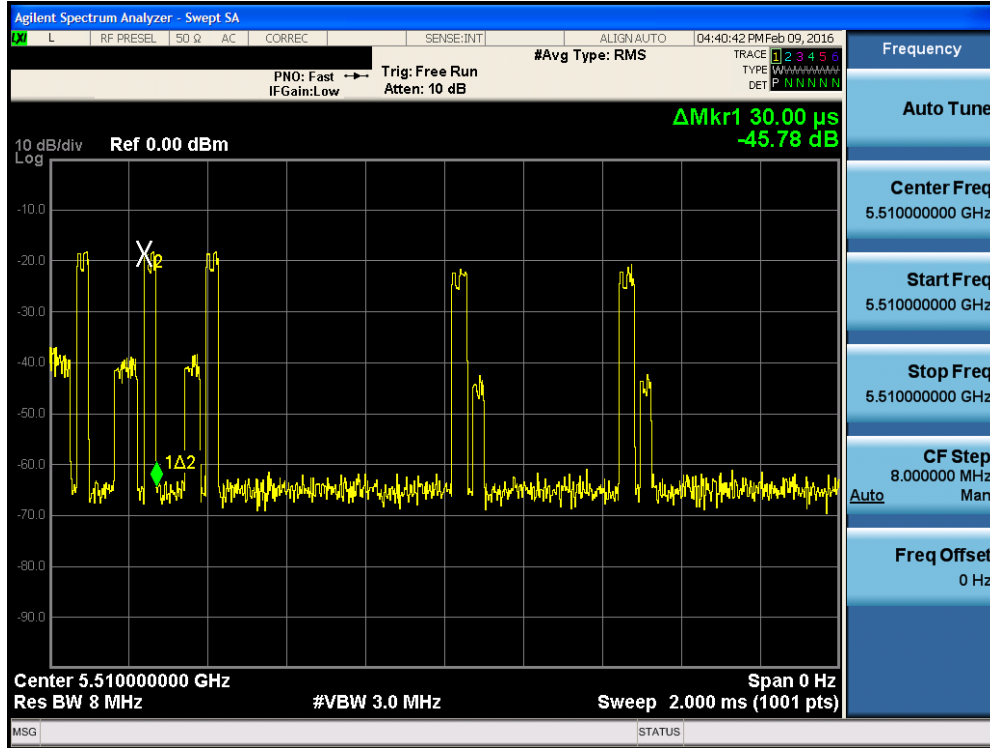 Agilent Spectrum Analyzer - Swept SA
LXI L RF PRESEL 50 Ω AC CORREC SENSE:INT ALIGN AUTO 04:40:42 PM Feb 09, 2016
#Avg Type: RMS TRACE 1 2 3 4 5 6
PNO: Fast Trig: Free Run TYPE WWWWWW
IFGain:Low Atten: 10 dB DET P N N N N N
ΔMkr1 30.00 µs
-45.78 dB
10 dB/div Ref 0.00 dBm
Log
-10.0
-20.0
-30.0
-40.0
-50.0
-60.0
-70.0
-80.0
-90.0
X2
1Δ2
Center 5.510000000 GHz Span 0 Hz
Res BW 8 MHz #VBW 3.0 MHz Sweep 2.000 ms (1001 pts)
MSG STATUS
Frequency
Auto Tune
Center Freq
5.510000000 GHz
Start Freq
5.510000000 GHz
Stop Freq
5.510000000 GHz
CF Step
8.000000 MHz
Auto Man
Freq Offset
0 Hz